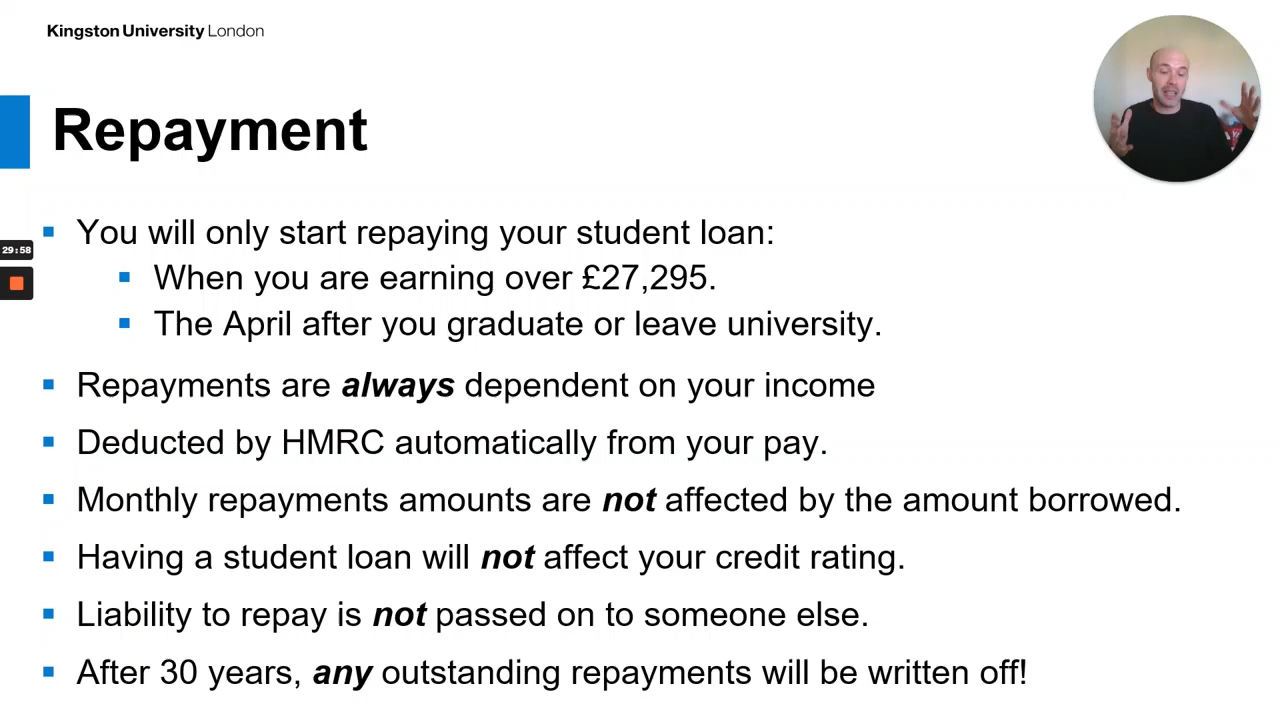 Kingston University London
Repayment
You will only start repaying your student loan:
When you are earning over £27,295.
The April after you graduate or leave university.
29:58
Repayments are always dependent on your income
Deducted by HMRC automatically from your pay.
Monthly repayments amounts are not affected by the amount borrowed.
Having a student loan will not affect your credit rating.
Liability to repay is not passed on to someone else.
After 30 years, any outstanding repayments will be written off!